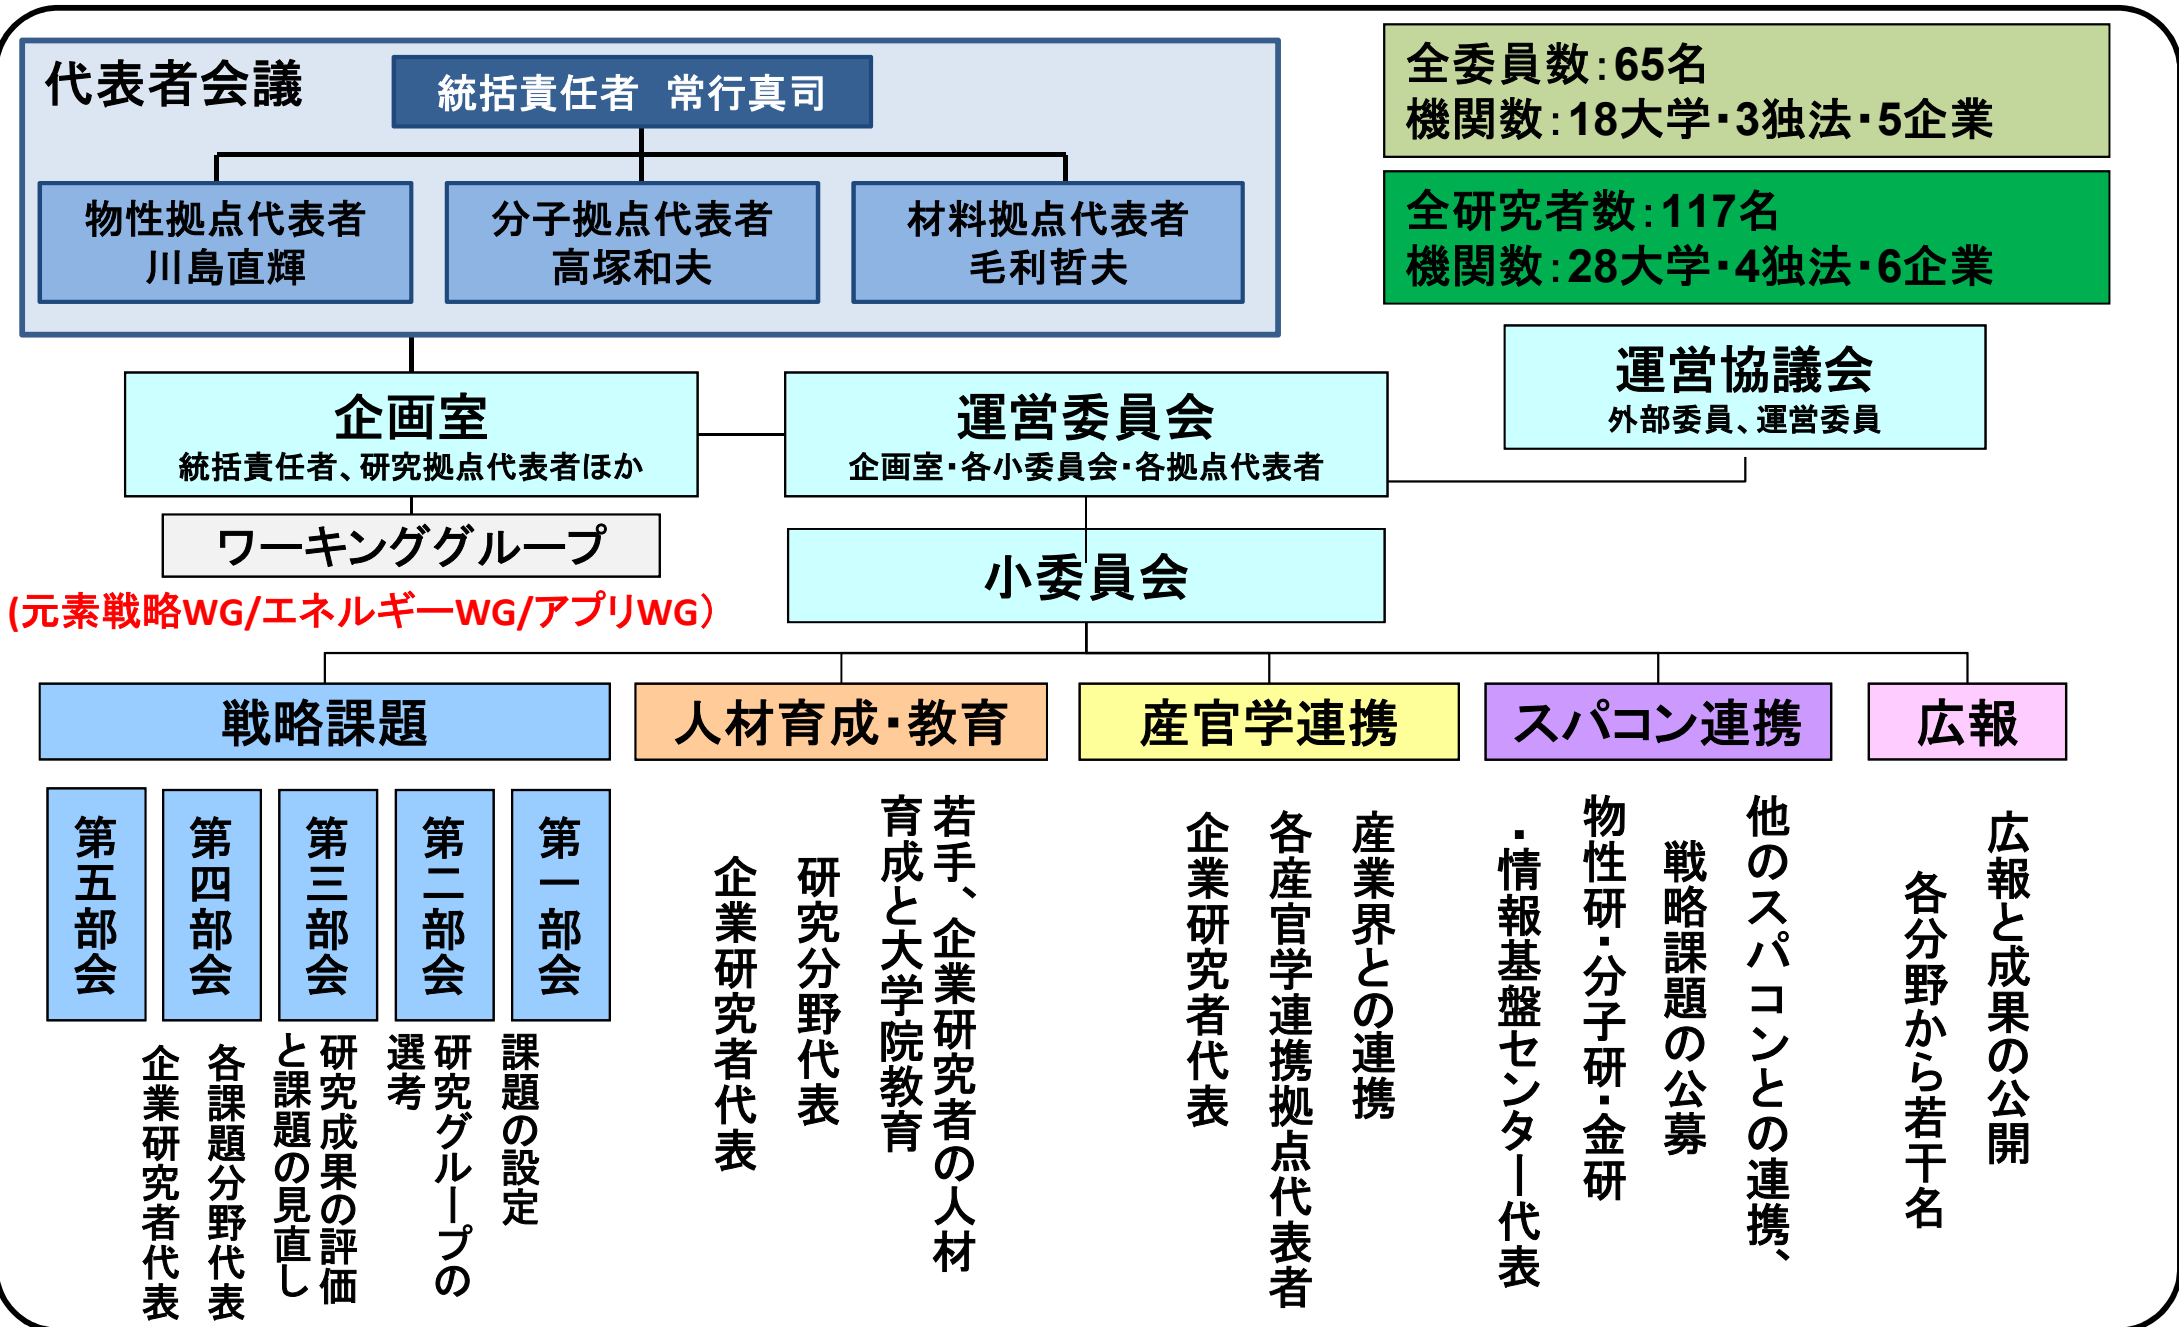 代表者会議
統括責任者　常行真司
物性拠点代表者
川島直輝
分子拠点代表者
高塚和夫
材料拠点代表者
毛利哲夫
全委員数：65名
機関数：18大学・3独法・5企業
全研究者数：117名
機関数：28大学・4独法・6企業
運営協議会
外部委員、運営委員
企画室
統括責任者、研究拠点代表者ほか
運営委員会
企画室・各小委員会・各拠点代表者
ワーキンググループ
(元素戦略WG/エネルギーWG/アプリWG）
小委員会
戦略課題
第一部会
第二部会
第三部会
第四部会
第五部会
課題の設定
研究グループの
選考
研究成果の評価
と課題の見直し
各課題分野代表
企業研究者代表
人材育成・教育
若手、企業研究者の人材
育成と大学院教育
研究分野代表
企業研究者代表
産官学連携
産業界との連携
各産官学連携拠点代表者
企業研究者代表
スパコン連携
他のスパコンとの連携、
戦略課題の公募
物性研・分子研・金研
・情報基盤センター代表
広報
広報と成果の公開
各分野から若干名